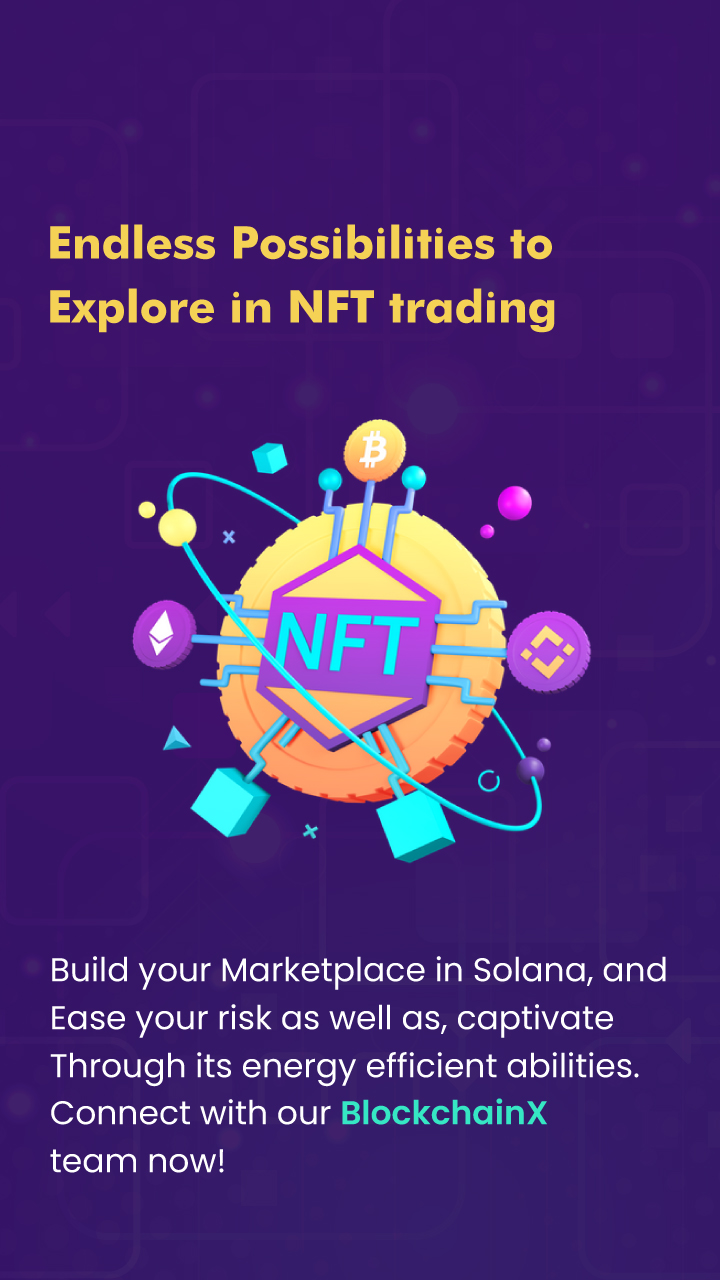 Endless Possibilities to
Explore in NFT trading
NFT
Build your Marketplace in Solana, and
Ease your risk as well as, captivate
Through its energy efficient abilities.
Connect with our BlockchainX
team now!